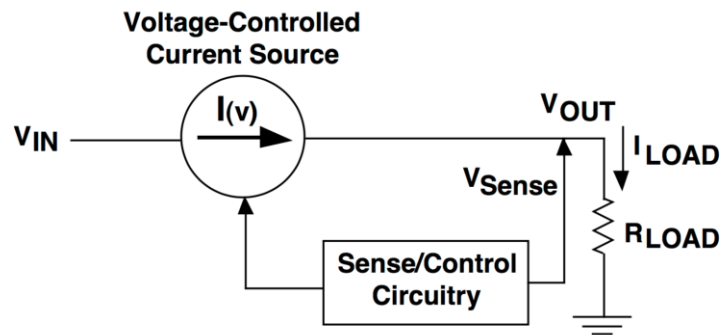 Voltage-Controlled
Current Source
I(v)
VIN
VOUT
ILOAD
VSense
RLOAD
Sense/Control
Circuitry